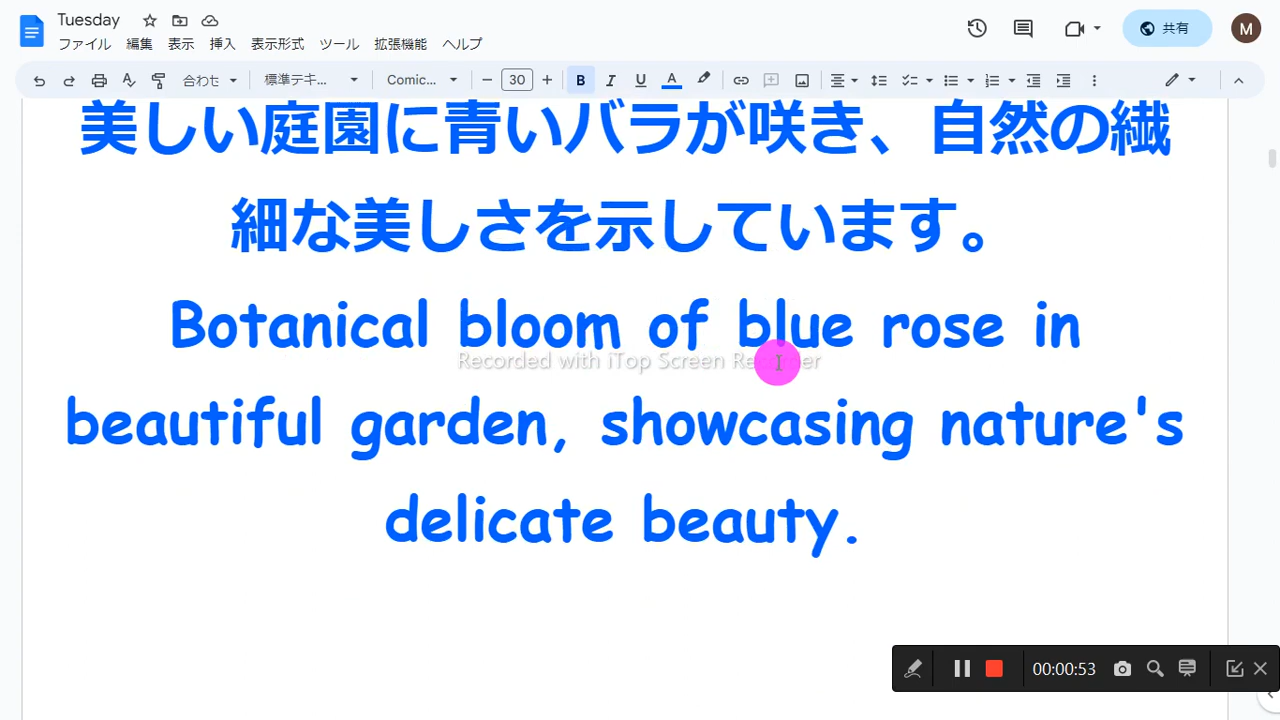 Tuesday
共有
M
ファイル 編集 表示 挿入 表示形式 ツール 拡張機能 ヘルプ
合わせ 標準テキ... Comic... 30 B I U A
美しい庭園に青いバラが咲き、自然の繊
細な美しさを示しています。
Botanical bloom of blue rose in
Recorded with iTop Screen Recorder
beautiful garden, showcasing nature's
delicate beauty.
00:00:53